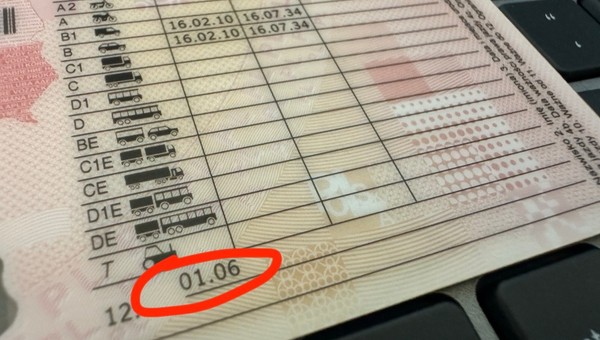 A2
A
B1 16.02.10 16.07.34
B 16.02.10 16.07.34
C1
C
D1
D
BE
C1E
CE
D1E
DE
T
12. 01.06